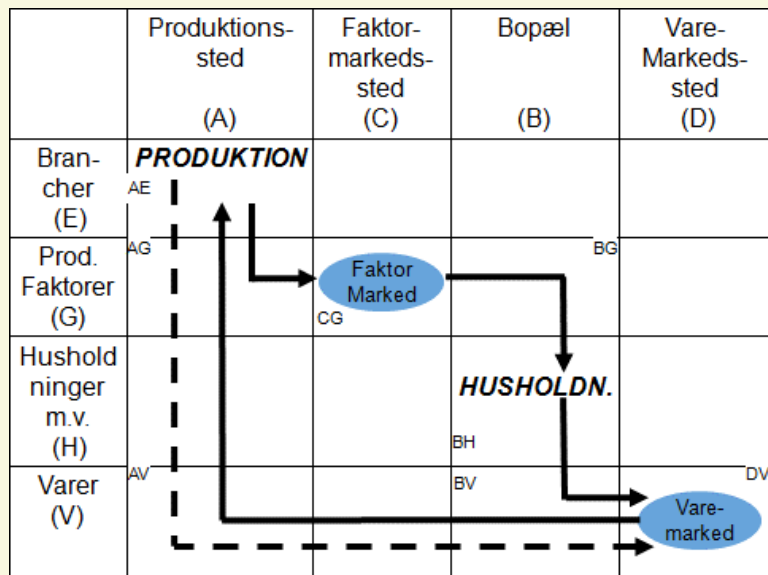 Produktions-
sted
(A)
Faktor-
markeds-
sted
(C)
Bopæl
(B)
Vare-
Markeds-
sted
(D)
Bran-
cher
(E)
PRODUKTION
AE
Prod.
Faktorer
(G)
AG
Faktor
Marked
CG
BG
Hushold
ninger
m.v.
(H)
HUSHOLDN.
BH
Varer
(V)
AV
BV
DV
Vare-
marked